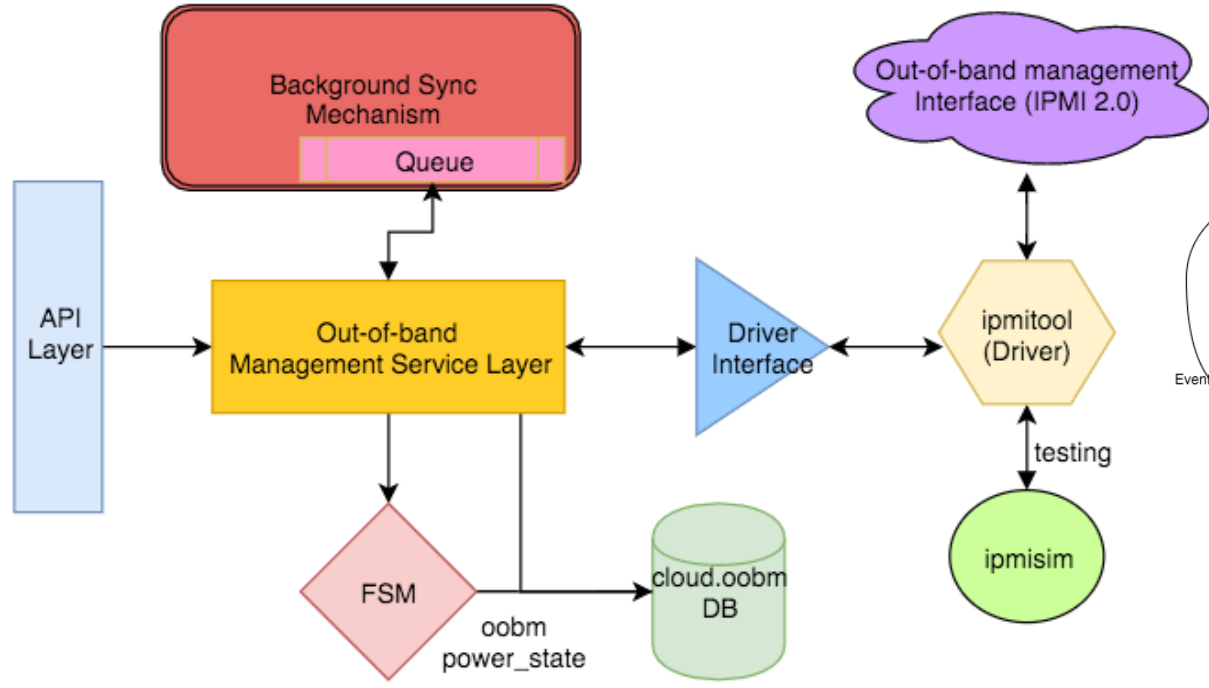 Background Sync
Mechanism
Queue
Out-of-band management
Interface (IPMI 2.0)
API
Layer
Out-of-band
Management Service Layer
Driver
Interface
ipmitool
(Driver)
Event
testing
FSM
oobm
power_state
cloud.oobm
DB
ipmisim